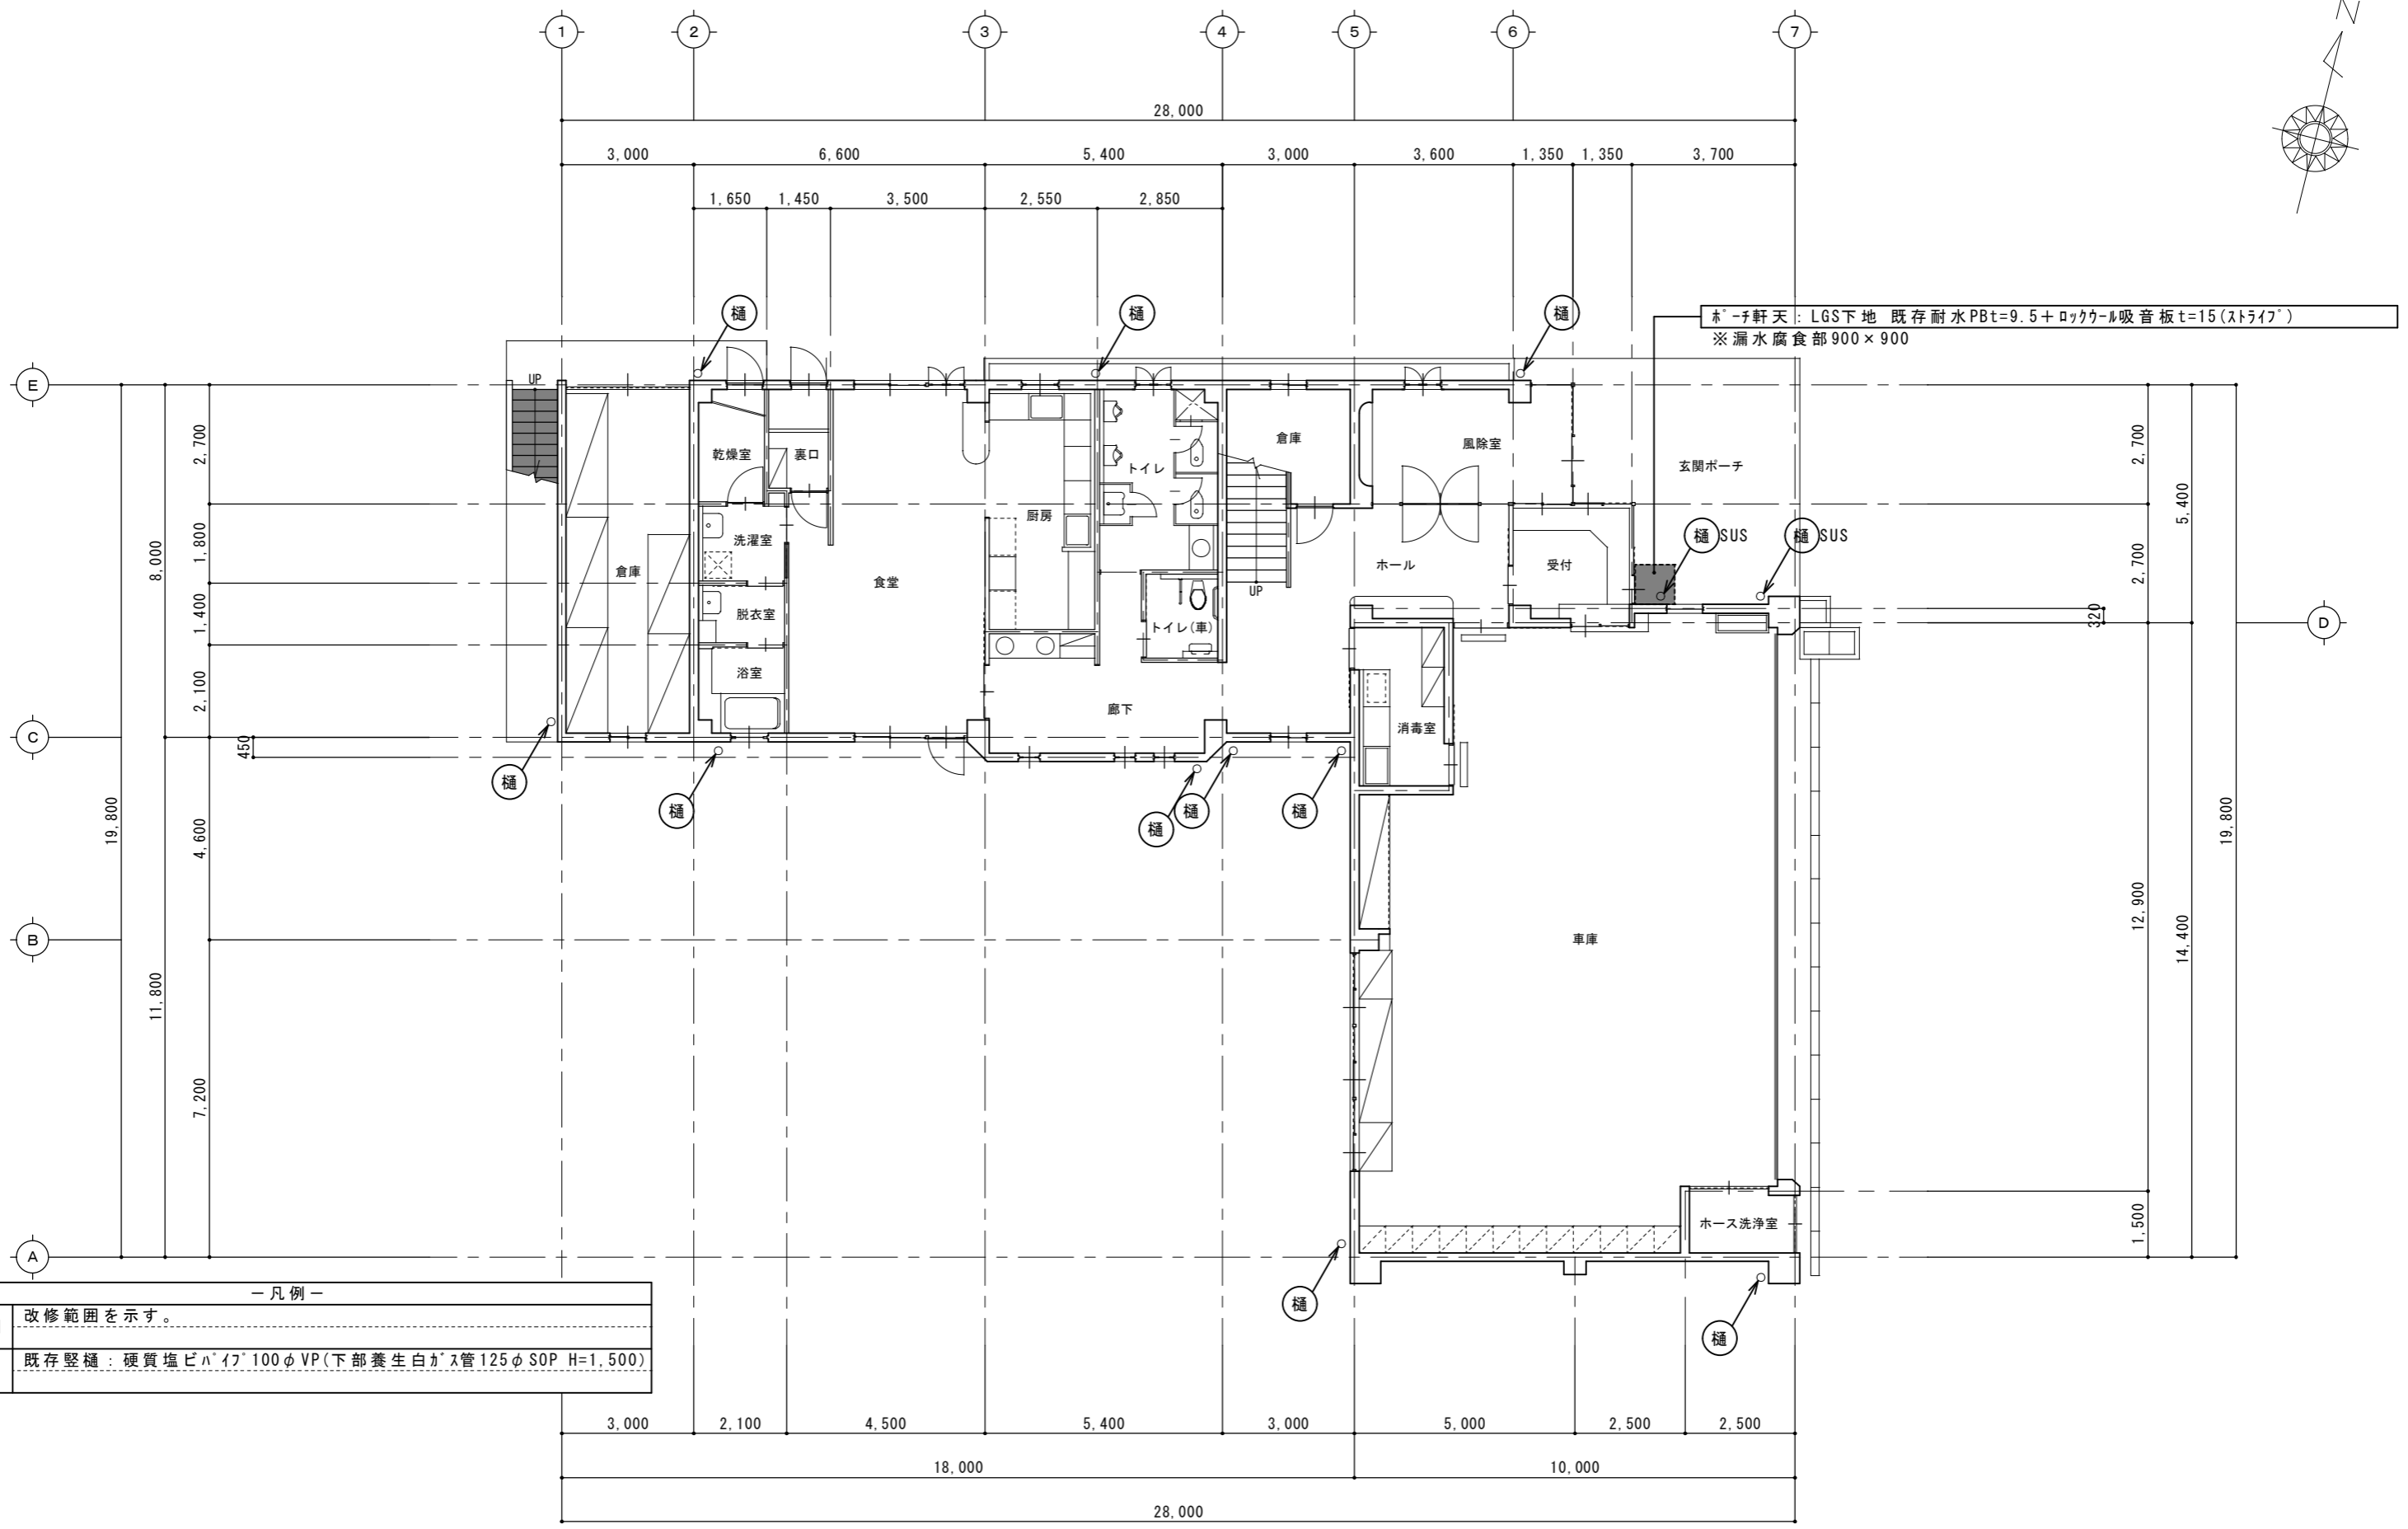 N
1 2 3 4 5 6 7
28,000
3,000 6,600 5,400 3,000 3,600 1,350 1,350 3,700
1,650 1,450 3,500 2,550 2,850
樋 樋 樋
ﾎﾟｰﾁ軒天：LGS下地 既存耐水PBt=9.5＋ﾛｯｸｳｰﾙ吸音板t=15(ｽﾄﾗｲﾌﾟ)
※漏水腐食部900×900
E
UP
乾燥室
裏口
トイレ
倉庫
風除室
玄関ポーチ
厨房
洗濯室
倉庫
食堂
ホール
受付
樋 SUS
樋 SUS
UP
脱衣室
トイレ(車)
浴室
廊下
消毒室
D
C
樋
樋
樋
樋
樋
B
車庫
ホース洗浄室
A
樋
樋
2,700
1,800
1,400
2,100
450
4,600
7,200
8,000
11,800
19,800
2,700
2,700
320
12,900
1,500
5,400
14,400
19,800
－凡例－
改修範囲を示す。
既存竪樋：硬質塩ビﾊﾟｲﾌﾟ100φVP(下部養生白ｶﾞｽ管125φSOP H=1,500)
3,000 2,100 4,500 5,400 3,000 5,000 2,500 2,500
18,000 10,000
28,000